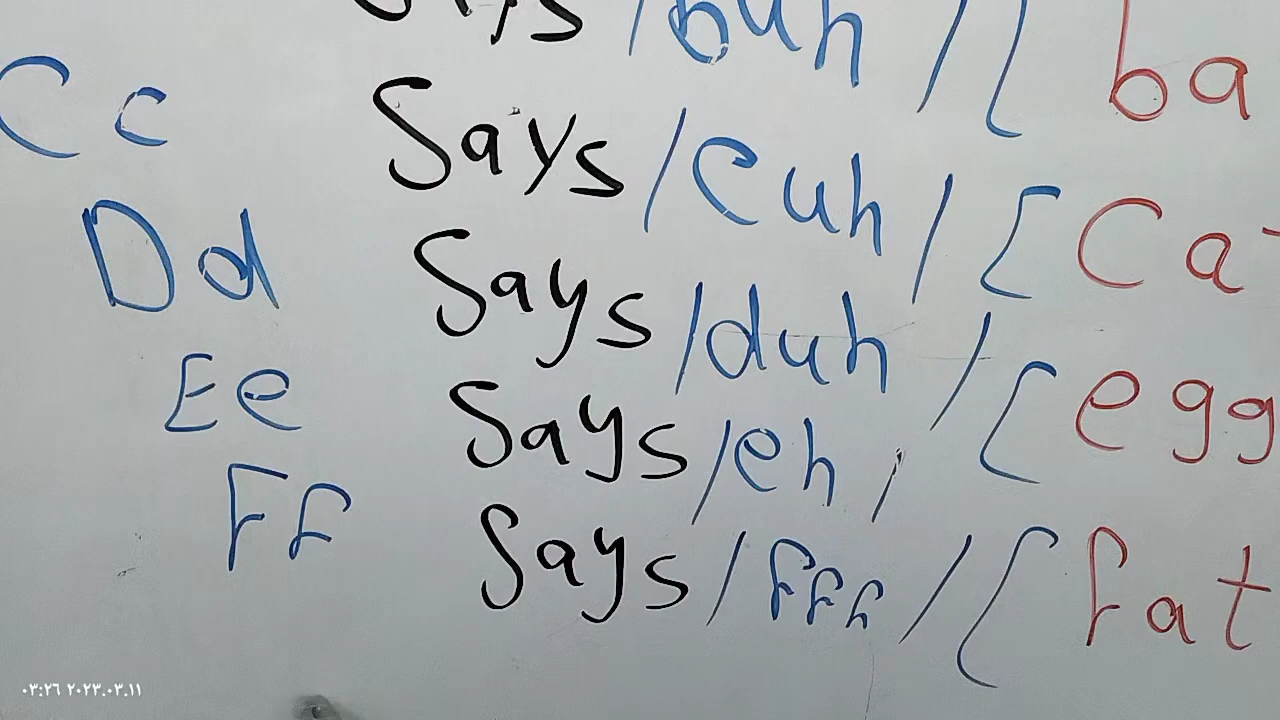 says /buh / [ ba
Cc says /cuh / [ ca
Dd says /duh / [ egg
Ee says /eh /
Ff says /fff / [ fat
۰۳:۲۶ ۲۰۲۳.۰۳.۱۱